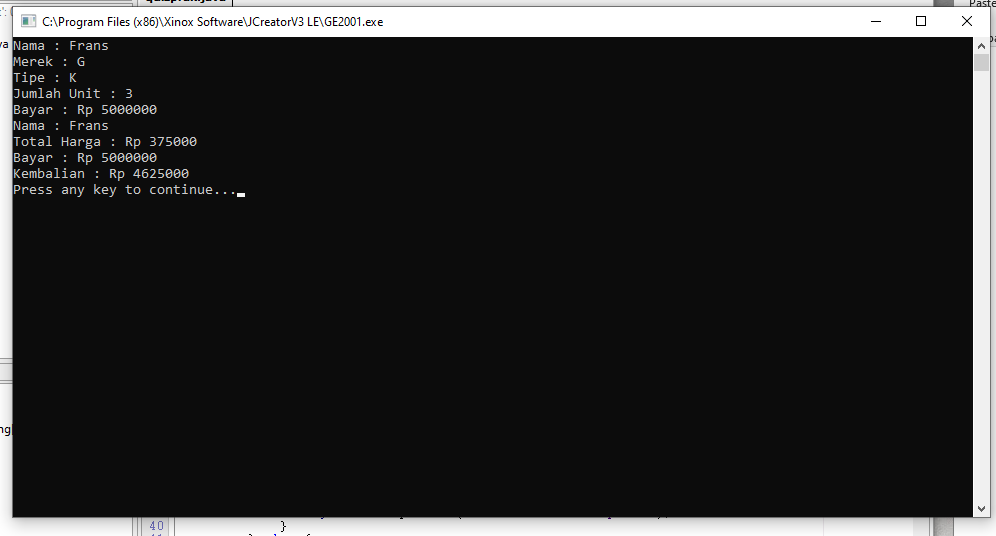 C:\Program Files (x86)\Xinox Software\JCreatorV3 LE\GE2001.exe
Nama : Frans
Merek : G
Tipe : K
Jumlah Unit : 3
Bayar : Rp 5000000
Nama : Frans
Total Harga : Rp 375000
Bayar : Rp 5000000
Kembalian : Rp 4625000
Press any key to continue...
Paste
40 }